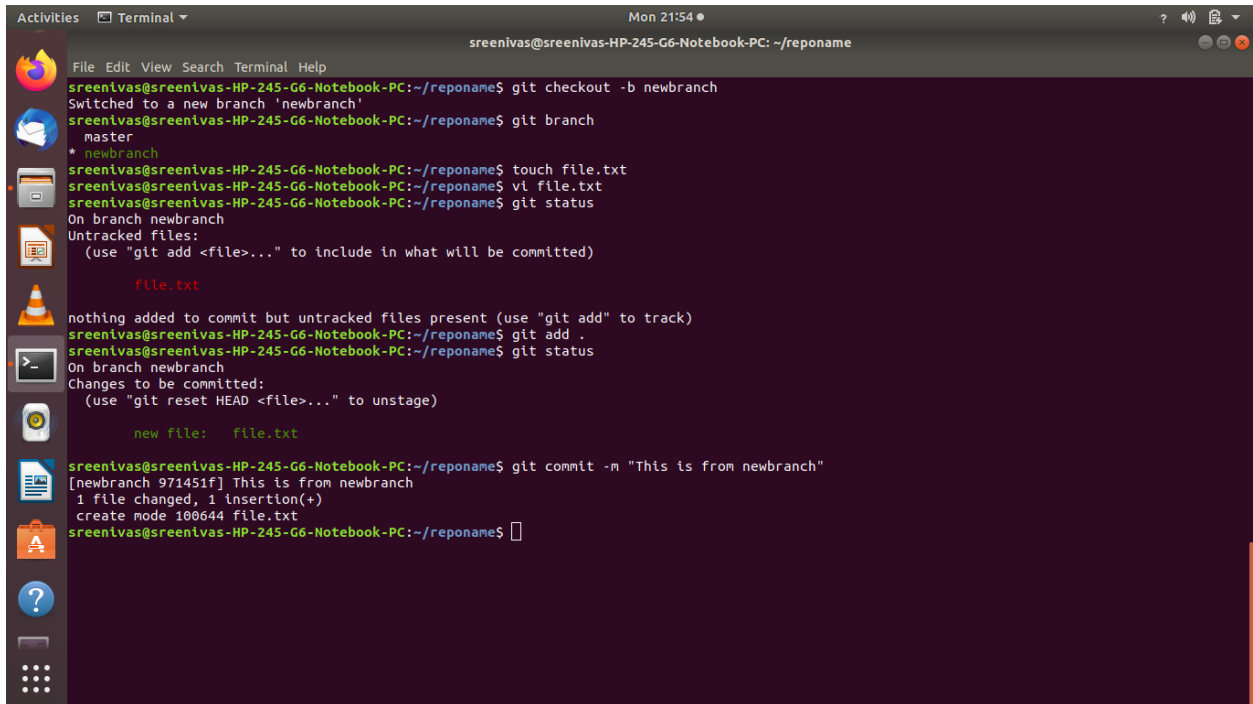 Activities Terminal Mon 21:54
sreenivas@sreenivas-HP-245-G6-Notebook-PC: ~/reponame
File Edit View Search Terminal Help
sreenivas@sreenivas-HP-245-G6-Notebook-PC:~/reponame$ git checkout -b newbranch
Switched to a new branch 'newbranch'
sreenivas@sreenivas-HP-245-G6-Notebook-PC:~/reponame$ git branch
  master
* newbranch
sreenivas@sreenivas-HP-245-G6-Notebook-PC:~/reponame$ touch file.txt
sreenivas@sreenivas-HP-245-G6-Notebook-PC:~/reponame$ vi file.txt
sreenivas@sreenivas-HP-245-G6-Notebook-PC:~/reponame$ git status
On branch newbranch
Untracked files:
  (use "git add <file>..." to include in what will be committed)
        file.txt
nothing added to commit but untracked files present (use "git add" to track)
sreenivas@sreenivas-HP-245-G6-Notebook-PC:~/reponame$ git add .
sreenivas@sreenivas-HP-245-G6-Notebook-PC:~/reponame$ git status
On branch newbranch
Changes to be committed:
  (use "git reset HEAD <file>..." to unstage)
        new file:   file.txt
sreenivas@sreenivas-HP-245-G6-Notebook-PC:~/reponame$ git commit -m "This is from newbranch"
[newbranch 971451f] This is from newbranch
 1 file changed, 1 insertion(+)
 create mode 100644 file.txt
sreenivas@sreenivas-HP-245-G6-Notebook-PC:~/reponame$